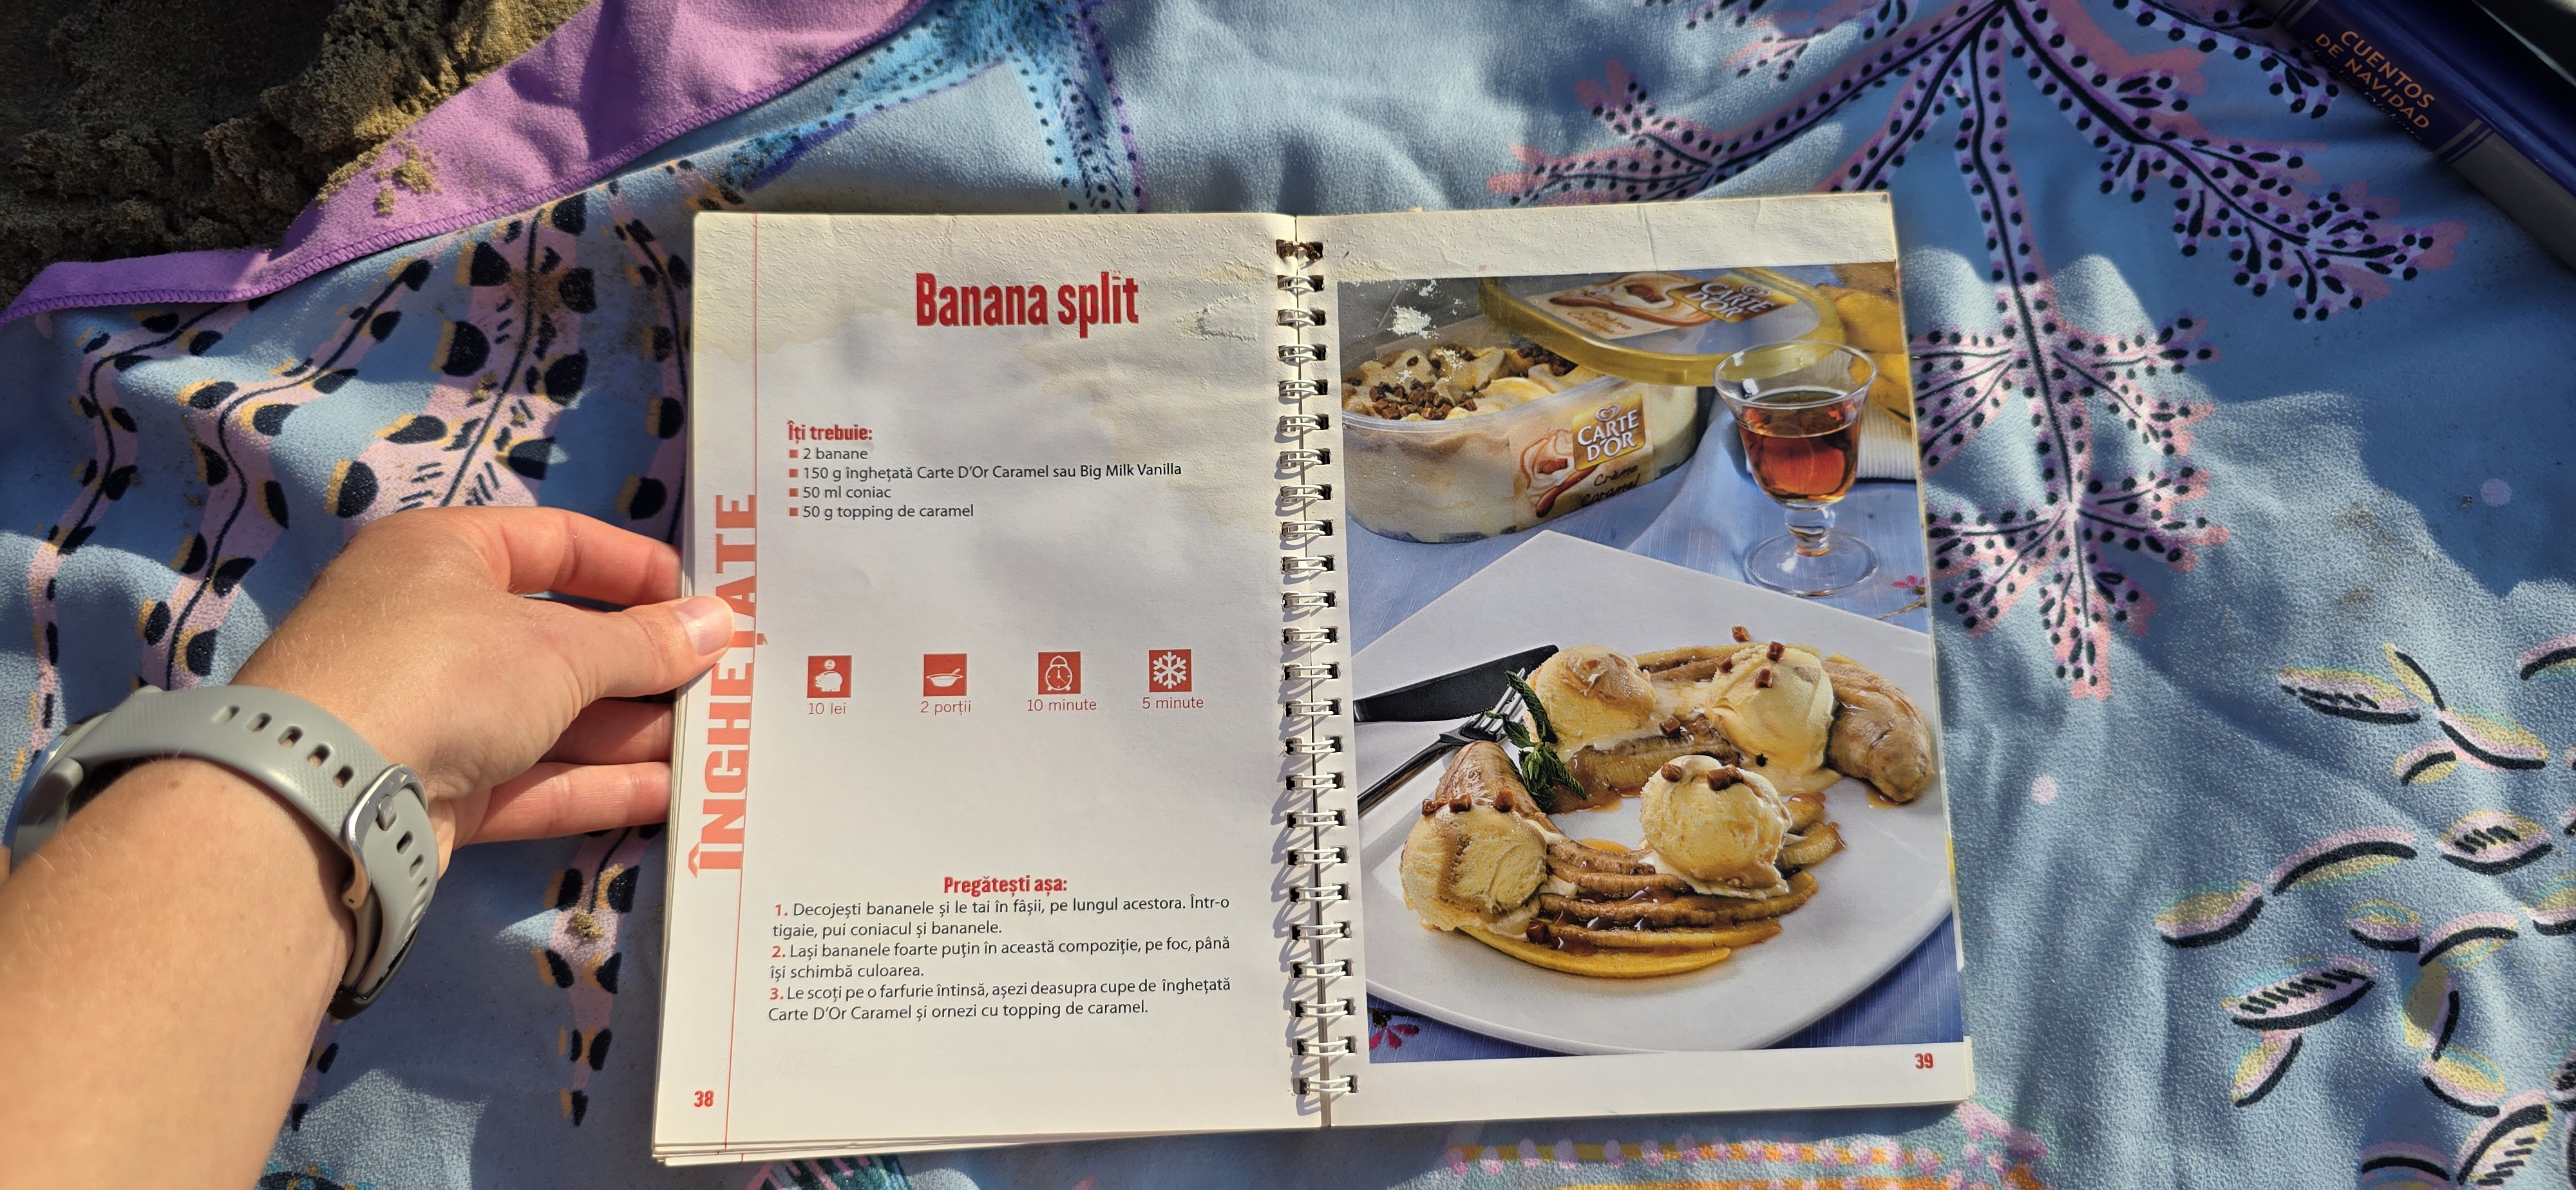 CUENTOS
DE NAVIDAD
Banana split
Îți trebuie:
■ 2 banane
■ 150 g înghețată Carte D'Or Caramel sau Big Milk Vanilla
■ 50 ml coniac
■ 50 g topping de caramel
10 lei
2 porții
10 minute
5 minute
Pregătești așa:
1. Decojești bananele și le tai în fâșii, pe lungul acestora. Într-o
tigaie, pui coniacul și bananele.
2. Lași bananele foarte puțin în această compoziție, pe foc, până
își schimbă culoarea.
3. Le scoți pe o farfurie întinsă, așezi deasupra cupe de înghețată
Carte D'Or Caramel și ornezi cu topping de caramel.
ÎNGHEȚATE
38
CARTE
D'OR
CARTE
D'OR
Crème
Caramel
39